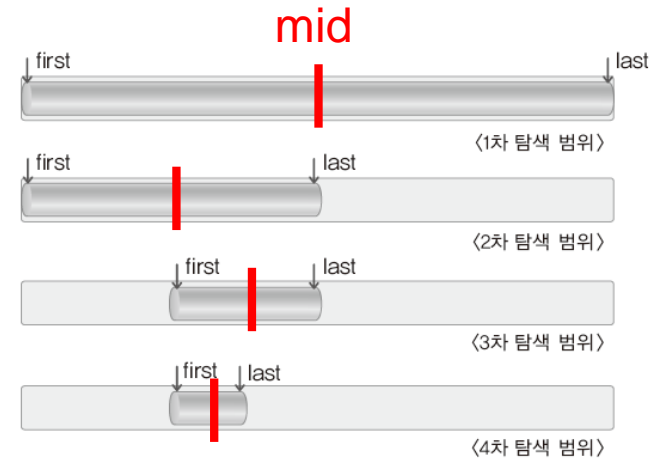 mid
first last
〈1차 탐색 범위〉
first last
〈2차 탐색 범위〉
first last
〈3차 탐색 범위〉
first last
〈4차 탐색 범위〉